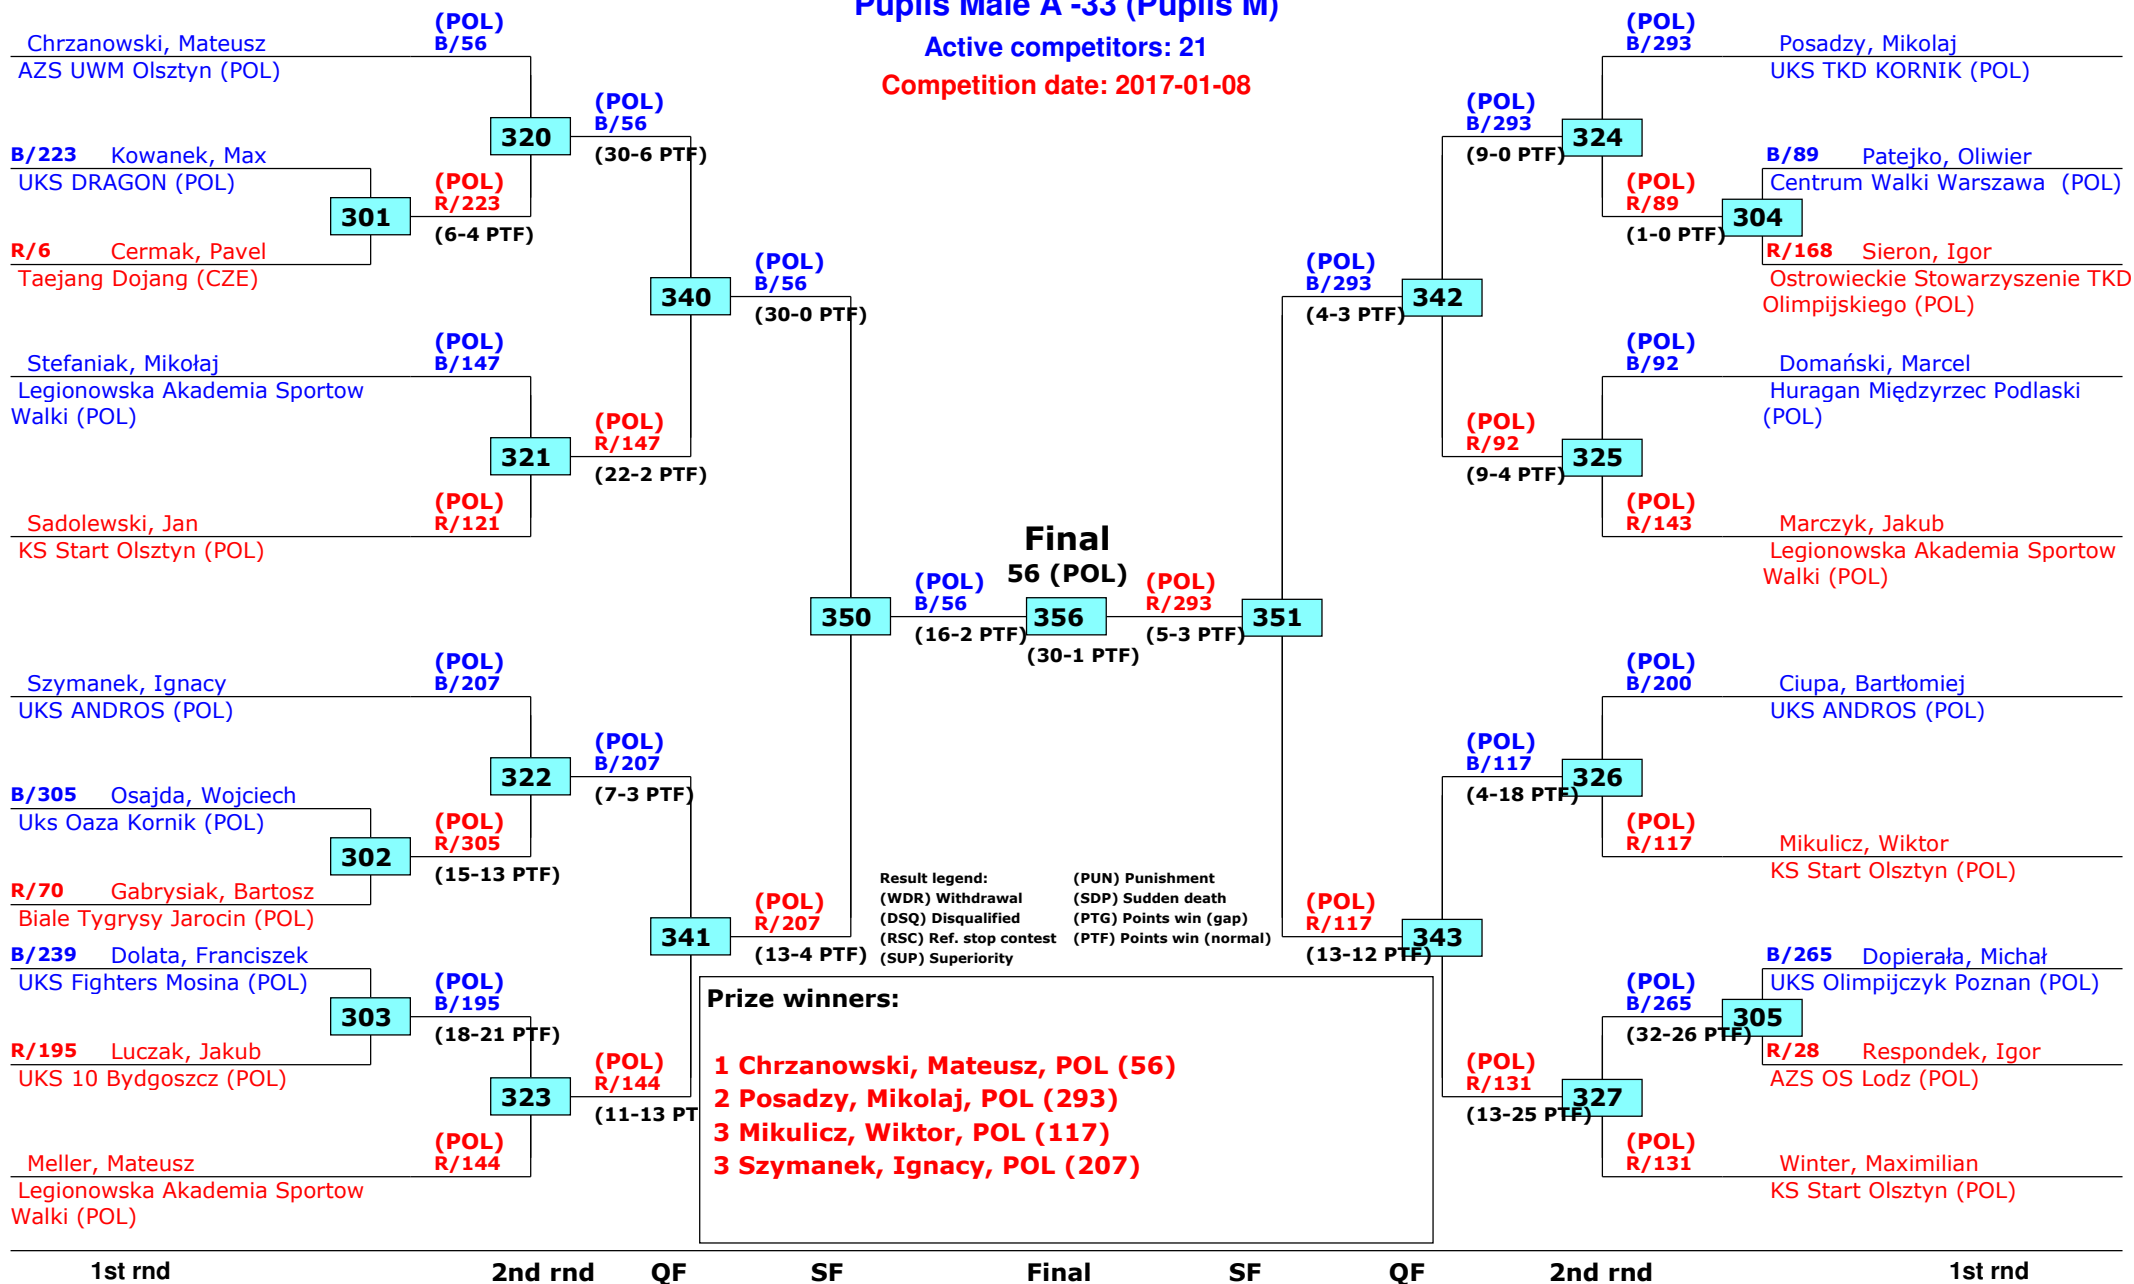 Pupils Male A -33 (Pupils M)
Active competitors: 21
Competition date: 2017-01-08
Chrzanowski, Mateusz
AZS UWM Olsztyn (POL)
(POL)
B/56
B/223 Kowanek, Max
UKS DRAGON (POL)
R/6 Cermak, Pavel
Taejang Dojang (CZE)
301
(POL)
R/223
(6-4 PTF)
320
(POL)
B/56
(30-6 PTF)
Stefaniak, Mikołaj
Legionowska Akademia Sportow
Walki (POL)
(POL)
B/147
Sadolewski, Jan
KS Start Olsztyn (POL)
(POL)
R/121
321
(POL)
R/147
(22-2 PTF)
340
(POL)
B/56
(30-0 PTF)
Szymanek, Ignacy
UKS ANDROS (POL)
(POL)
B/207
B/305 Osajda, Wojciech
Uks Oaza Kornik (POL)
R/70 Gabrysiak, Bartosz
Biale Tygrysy Jarocin (POL)
302
(POL)
R/305
(15-13 PTF)
322
(POL)
B/207
(7-3 PTF)
B/239 Dolata, Franciszek
UKS Fighters Mosina (POL)
R/195 Luczak, Jakub
UKS 10 Bydgoszcz (POL)
303
(POL)
B/195
(18-21 PTF)
Meller, Mateusz
Legionowska Akademia Sportow
Walki (POL)
(POL)
R/144
323
(POL)
R/144
(11-13 PT
341
(POL)
R/207
(13-4 PTF)
350
(POL)
B/56
(16-2 PTF)
Final
56 (POL)
356
(30-1 PTF)
(POL)
R/293
(5-3 PTF)
351
(POL)
B/293
(4-3 PTF)
342
(POL)
B/293
(9-0 PTF)
324
(POL)
B/293
Posadzy, Mikolaj
UKS TKD KORNIK (POL)
B/89 Patejko, Oliwier
Centrum Walki Warszawa (POL)
(POL)
R/89
(1-0 PTF)
304
R/168 Sieron, Igor
Ostrowieckie Stowarzyszenie TKD
Olimpijskiego (POL)
(POL)
R/92
(9-4 PTF)
325
(POL)
B/92
Domański, Marcel
Huragan Międzyrzec Podlaski
(POL)
(POL)
R/143
Marczyk, Jakub
Legionowska Akademia Sportow
Walki (POL)
(POL)
R/117
(13-12 PTF)
343
(POL)
B/117
(4-18 PTF)
326
(POL)
B/200
Ciupa, Bartłomiej
UKS ANDROS (POL)
(POL)
R/117
Mikulicz, Wiktor
KS Start Olsztyn (POL)
(POL)
R/131
(13-25 PTF)
327
(POL)
B/265
(32-26 PTF)
305
B/265 Dopierała, Michał
UKS Olimpijczyk Poznan (POL)
R/28 Respondek, Igor
AZS OS Lodz (POL)
(POL)
R/131
Winter, Maximilian
KS Start Olsztyn (POL)
Result legend:
(WDR) Withdrawal
(DSQ) Disqualified
(RSC) Ref. stop contest
(SUP) Superiority
(PUN) Punishment
(SDP) Sudden death
(PTG) Points win (gap)
(PTF) Points win (normal)
Prize winners:
1 Chrzanowski, Mateusz, POL (56)
2 Posadzy, Mikolaj, POL (293)
3 Mikulicz, Wiktor, POL (117)
3 Szymanek, Ignacy, POL (207)
1st rnd 2nd rnd QF SF Final SF QF 2nd rnd 1st rnd